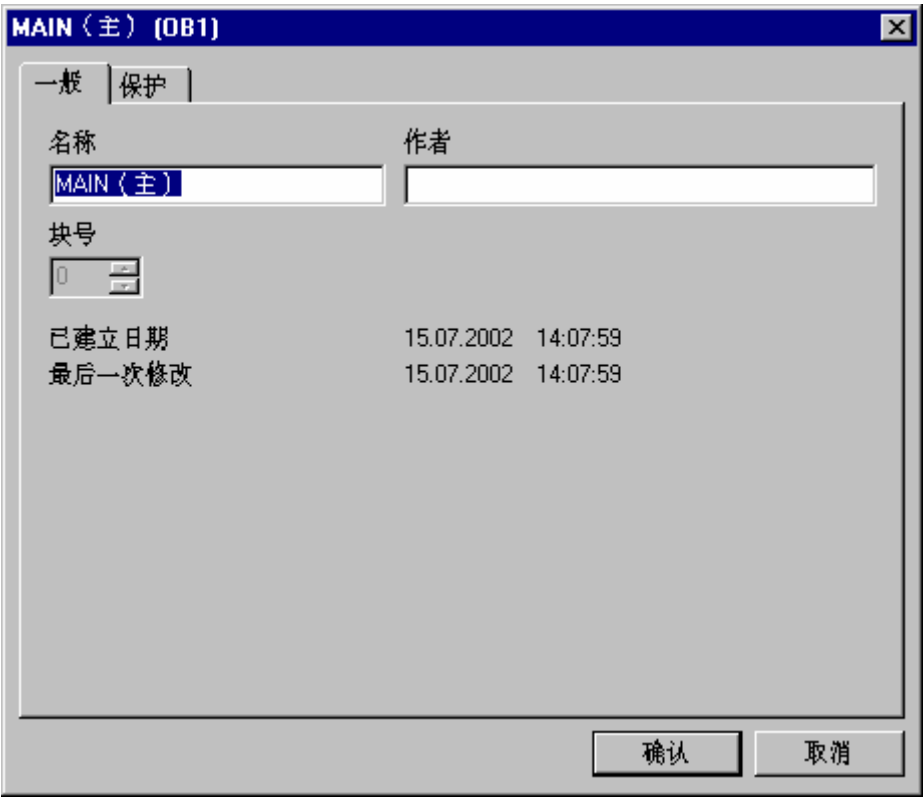 MAIN（主） (OB1)
一般 保护
名称 作者
MAIN（主）
块号
0
已建立日期 15.07.2002 14:07:59
最后一次修改 15.07.2002 14:07:59
确认 取消